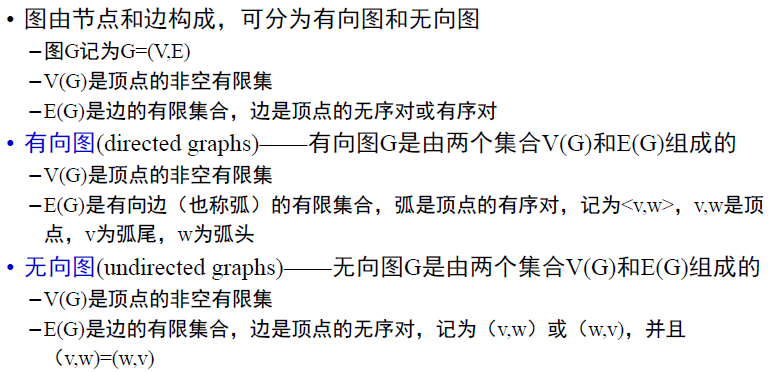 • 图由节点和边构成，可分为有向图和无向图
–图G记为G=(V,E)
–V(G)是顶点的非空有限集
–E(G)是边的有限集合，边是顶点的无序对或有序对
• 有向图(directed graphs)——有向图G是由两个集合V(G)和E(G)组成的
–V(G)是顶点的非空有限集
–E(G)是有向边（也称弧）的有限集合，弧是顶点的有序对，记为<v,w>，v,w是顶
点，v为弧尾，w为弧头
• 无向图(undirected graphs)——无向图G是由两个集合V(G)和E(G)组成的
–V(G)是顶点的非空有限集
–E(G)是边的有限集合，边是顶点的无序对，记为（v,w）或（w,v)，并且
（v,w)=(w,v)